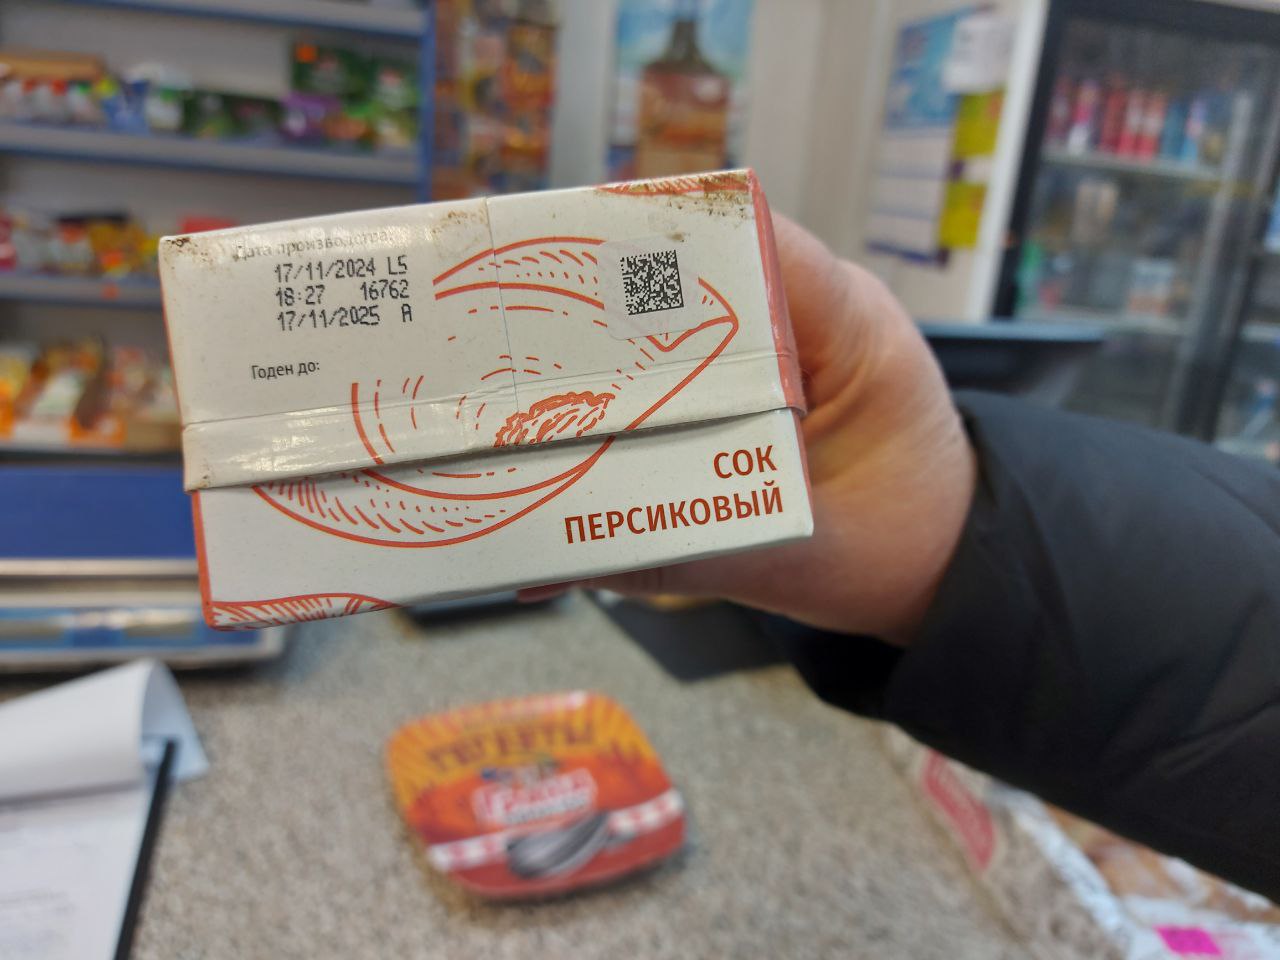 Дата производства:
17/11/2024 L5
18:27 16762
17/11/2025 A
Годен до:
СОК
ПЕРСИКОВЫЙ